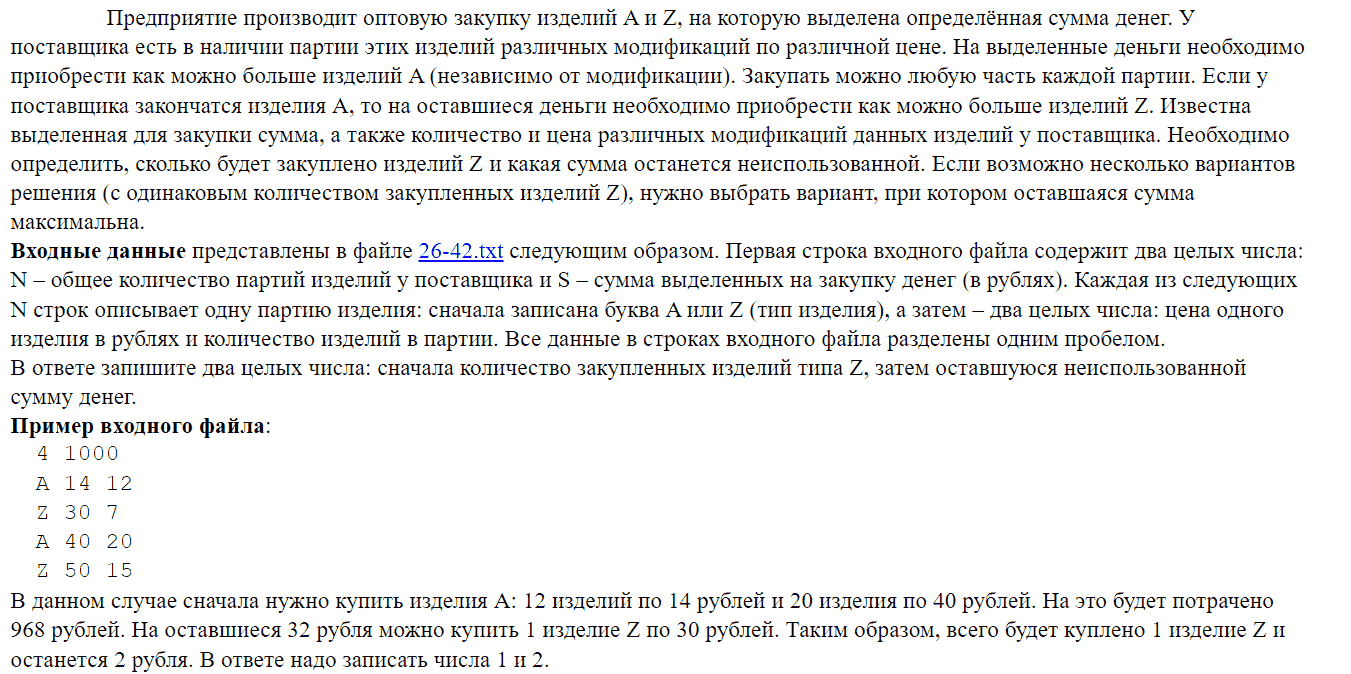 Предприятие производит оптовую закупку изделий A и Z, на которую выделена определённая сумма денег. У
поставщика есть в наличии партии этих изделий различных модификаций по различной цене. На выделенные деньги необходимо
приобрести как можно больше изделий A (независимо от модификации). Закупать можно любую часть каждой партии. Если у
поставщика закончатся изделия A, то на оставшиеся деньги необходимо приобрести как можно больше изделий Z. Известна
выделенная для закупки сумма, а также количество и цена различных модификаций данных изделий у поставщика. Необходимо
определить, сколько будет закуплено изделий Z и какая сумма останется неиспользованной. Если возможно несколько вариантов
решения (с одинаковым количеством закупленных изделий Z), нужно выбрать вариант, при котором оставшаяся сумма
максимальна.
Входные данные представлены в файле 26-42.txt следующим образом. Первая строка входного файла содержит два целых числа:
N – общее количество партий изделий у поставщика и S – сумма выделенных на закупку денег (в рублях). Каждая из следующих
N строк описывает одну партию изделия: сначала записана буква A или Z (тип изделия), а затем – два целых числа: цена одного
изделия в рублях и количество изделий в партии. Все данные в строках входного файла разделены одним пробелом.
В ответе запишите два целых числа: сначала количество закупленных изделий типа Z, затем оставшуюся неиспользованной
сумму денег.
Пример входного файла:
4 1000
A 14 12
Z 30 7
A 40 20
Z 50 15
В данном случае сначала нужно купить изделия A: 12 изделий по 14 рублей и 20 изделия по 40 рублей. На это будет потрачено
968 рублей. На оставшиеся 32 рубля можно купить 1 изделие Z по 30 рублей. Таким образом, всего будет куплено 1 изделие Z и
останется 2 рубля. В ответе надо записать числа 1 и 2.